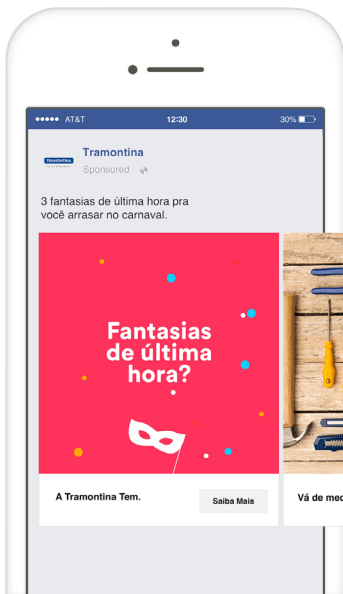 AT&T 12:30 30%
TRAMONTINA
Tramontina
Sponsored
3 fantasias de última hora pra
você arrasar no carnaval.
Fantasias
de última
hora?
A Tramontina Tem.
Saiba Mais
Vá de mec